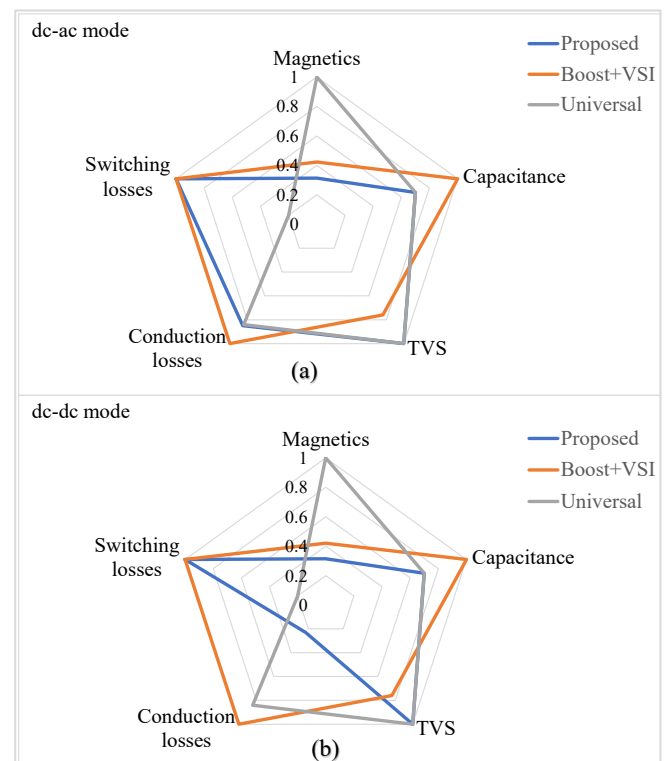 dc-ac mode
Magnetics
Proposed
Boost+VSI
Universal
1
0.8
0.6
0.4
0.2
0
Switching
losses
Capacitance
Conduction
losses
TVS
(a)
dc-dc mode
Magnetics
Proposed
Boost+VSI
Universal
1
0.8
0.6
0.4
0.2
0
Switching
losses
Capacitance
Conduction
losses
TVS
(b)